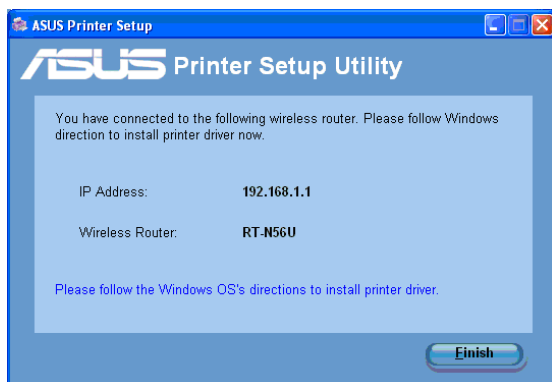 ASUS Printer Setup
ASUS Printer Setup Utility
You have connected to the following wireless router. Please follow Windows
direction to install printer driver now.
IP Address: 192.168.1.1
Wireless Router: RT-N56U
Please follow the Windows OS's directions to install printer driver.
Finish